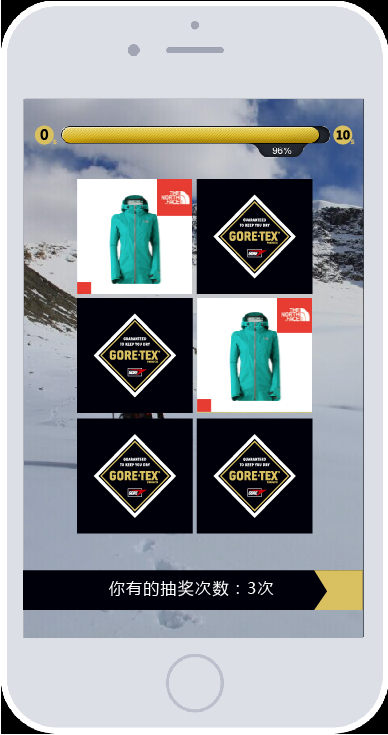 0
10
96%
THE
NORTH
FACE
GUARANTEED
TO KEEP YOU DRY
GORE-TEX
THE
NORTH
FACE
GUARANTEED
TO KEEP YOU DRY
GORE-TEX
GUARANTEED
TO KEEP YOU DRY
GORE-TEX
GUARANTEED
TO KEEP YOU DRY
GORE-TEX
你有的抽奖次数：3次